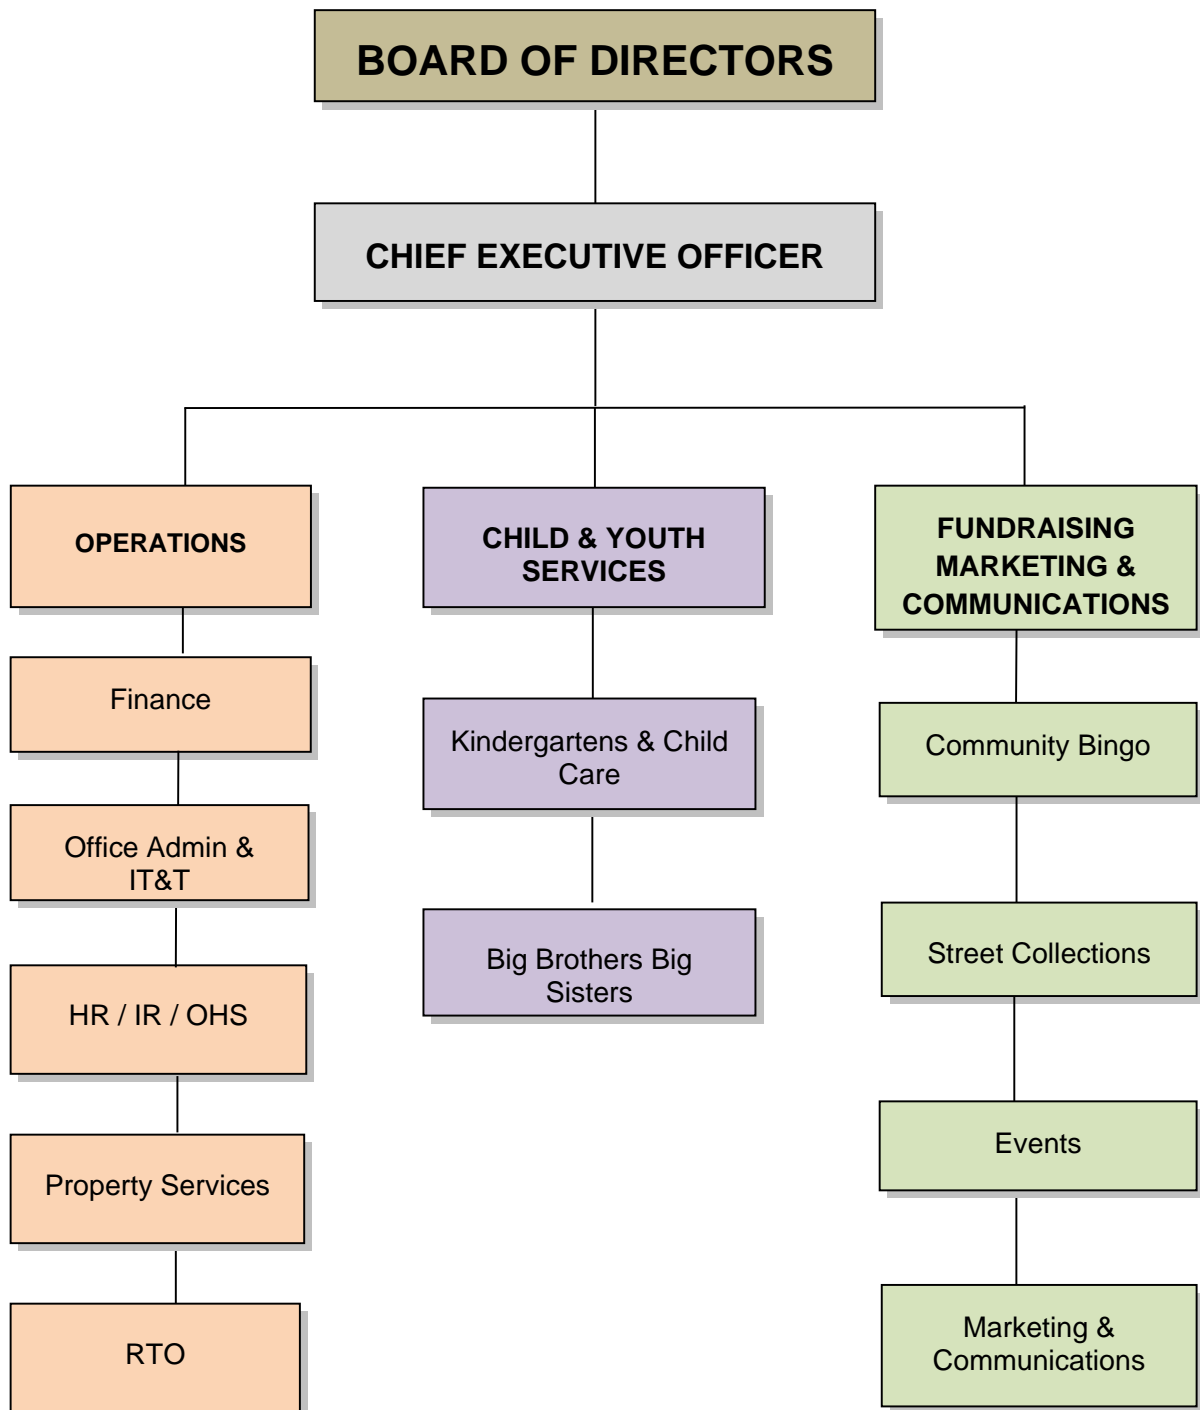 BOARD OF DIRECTORS
CHIEF EXECUTIVE OFFICER
OPERATIONS
Finance
Office Admin &
IT&T
HR / IR / OHS
Property Services
RTO
CHILD & YOUTH
SERVICES
Kindergartens & Child
Care
Big Brothers Big
Sisters
FUNDRAISING
MARKETING &
COMMUNICATIONS
Community Bingo
Street Collections
Events
Marketing &
Communications